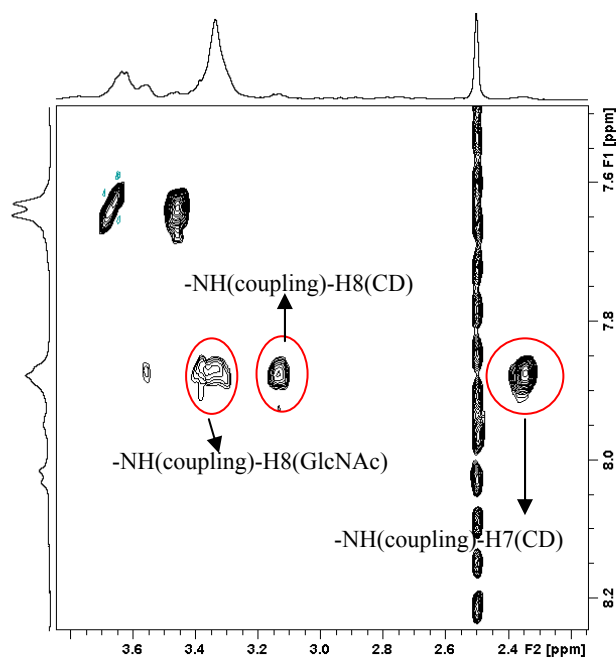 7.6
F1 [ppm]
-NH(coupling)-H8(CD)
7.8
-NH(coupling)-H8(GlcNAc)
8.0
-NH(coupling)-H7(CD)
8.2
3.6 3.4 3.2 3.0 2.8 2.6 2.4 F2 [ppm]